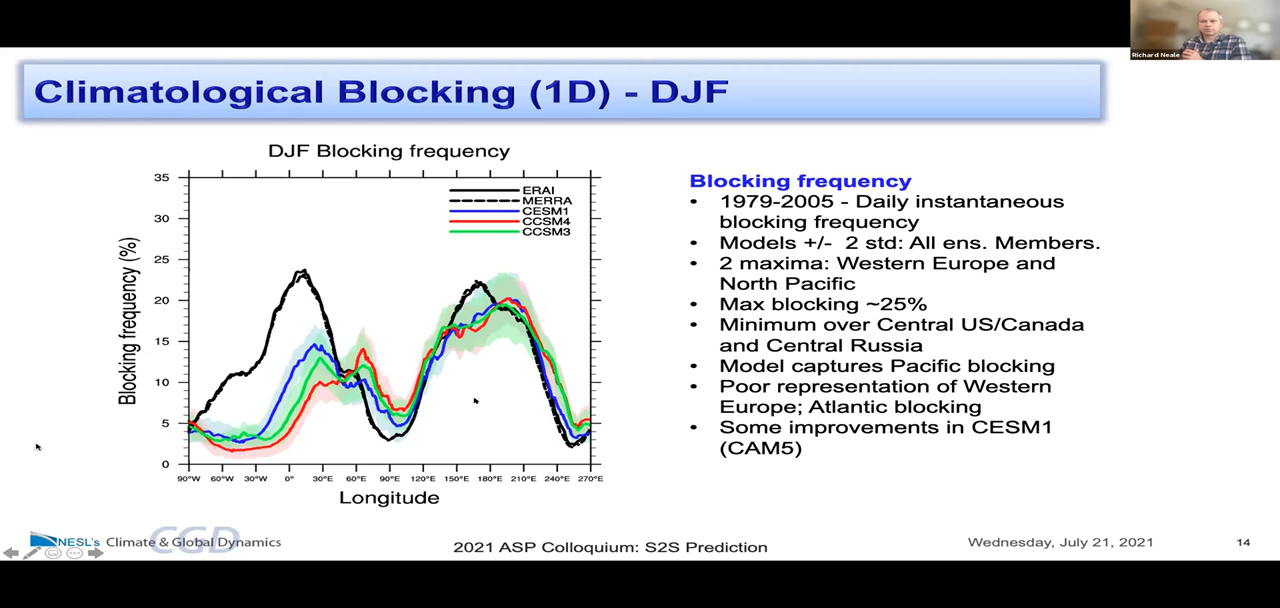 Richard Neale
Climatological Blocking (1D) - DJF
DJF Blocking frequency
35
30
25
20
15
10
5
0
Blocking frequency (%)
ERAI
MERRA
CESM1
CCSM4
CCSM3
90°W 60°W 30°W 0° 30°E 60°E 90°E 120°E 150°E 180°E 210°E 240°E 270°E
Longitude
Blocking frequency
• 1979-2005 - Daily instantaneous
blocking frequency
• Models +/- 2 std: All ens. Members.
• 2 maxima: Western Europe and
North Pacific
• Max blocking ~25%
• Minimum over Central US/Canada
and Central Russia
• Model captures Pacific blocking
• Poor representation of Western
Europe; Atlantic blocking
• Some improvements in CESM1
(CAM5)
NESL's Climate & Global Dynamics
CGD
2021 ASP Colloquium: S2S Prediction
Wednesday, July 21, 2021
14